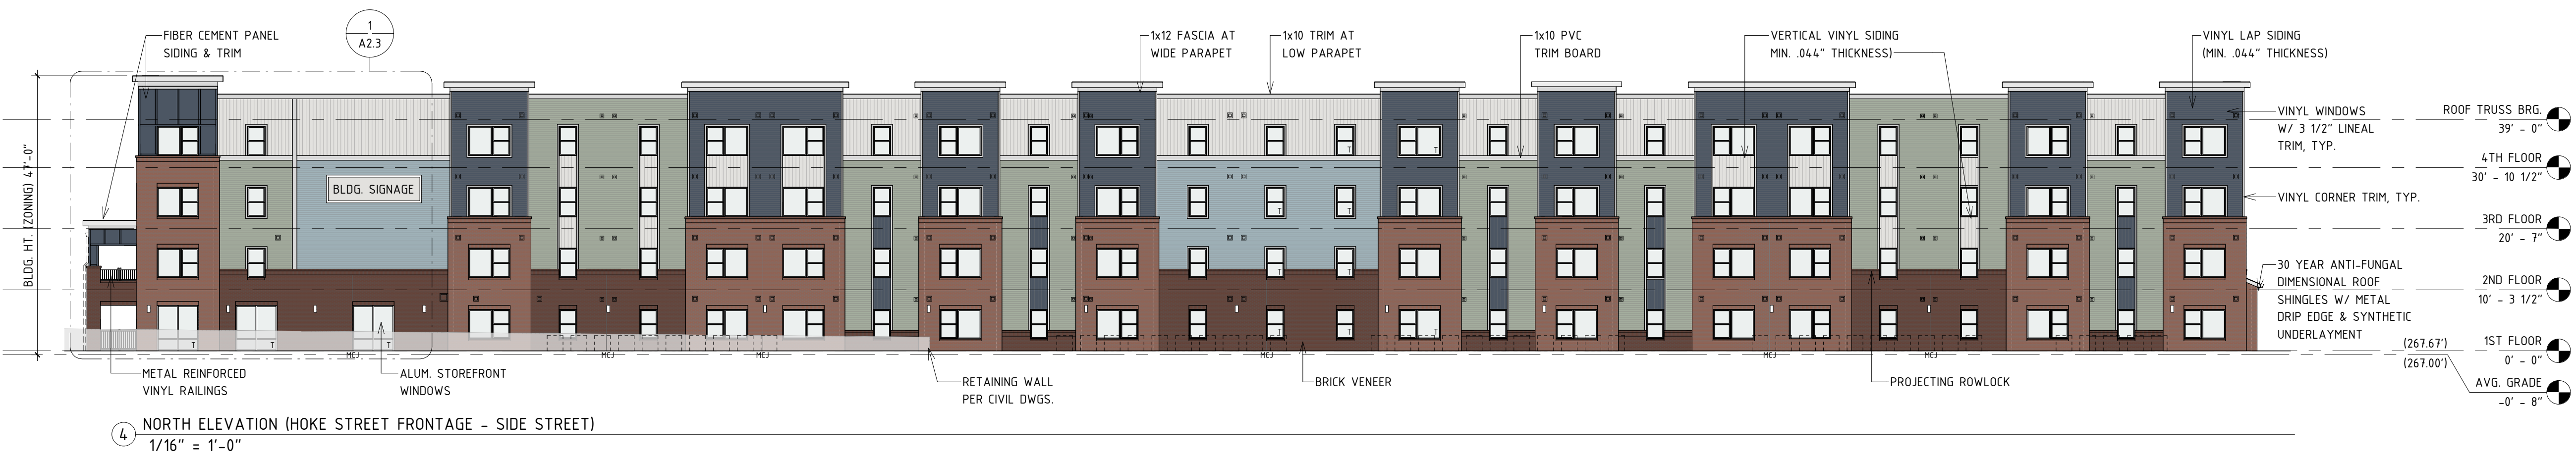 1
A2.3
FIBER CEMENT PANEL
SIDING & TRIM
1x12 FASCIA AT
WIDE PARAPET
1x10 TRIM AT
LOW PARAPET
1x10 PVC
TRIM BOARD
VERTICAL VINYL SIDING
MIN. .044" THICKNESS)
VINYL LAP SIDING
(MIN. .044" THICKNESS)
BLDG. HT. (ZONING) 47'-0"
BLDG. SIGNAGE
VINYL WINDOWS
W/ 3 1/2" LINEAL
TRIM, TYP.
VINYL CORNER TRIM, TYP.
30 YEAR ANTI-FUNGAL
DIMENSIONAL ROOF
SHINGLES W/ METAL
DRIP EDGE & SYNTHETIC
UNDERLAYMENT
ROOF TRUSS BRG.
39' - 0"
4TH FLOOR
30' - 10 1/2"
3RD FLOOR
20' - 7"
2ND FLOOR
10' - 3 1/2"
(267.67') 1ST FLOOR
0' - 0"
(267.00')
AVG. GRADE
-0' - 8"
T
T
T
T
T
T
T
T
T
T
T
T
T
MCJ
MCJ
MCJ
MCJ
MCJ
MCJ
METAL REINFORCED
VINYL RAILINGS
ALUM. STOREFRONT
WINDOWS
RETAINING WALL
PER CIVIL DWGS.
BRICK VENEER
PROJECTING ROWLOCK
4
NORTH ELEVATION (HOKE STREET FRONTAGE - SIDE STREET)
1/16" = 1'-0"